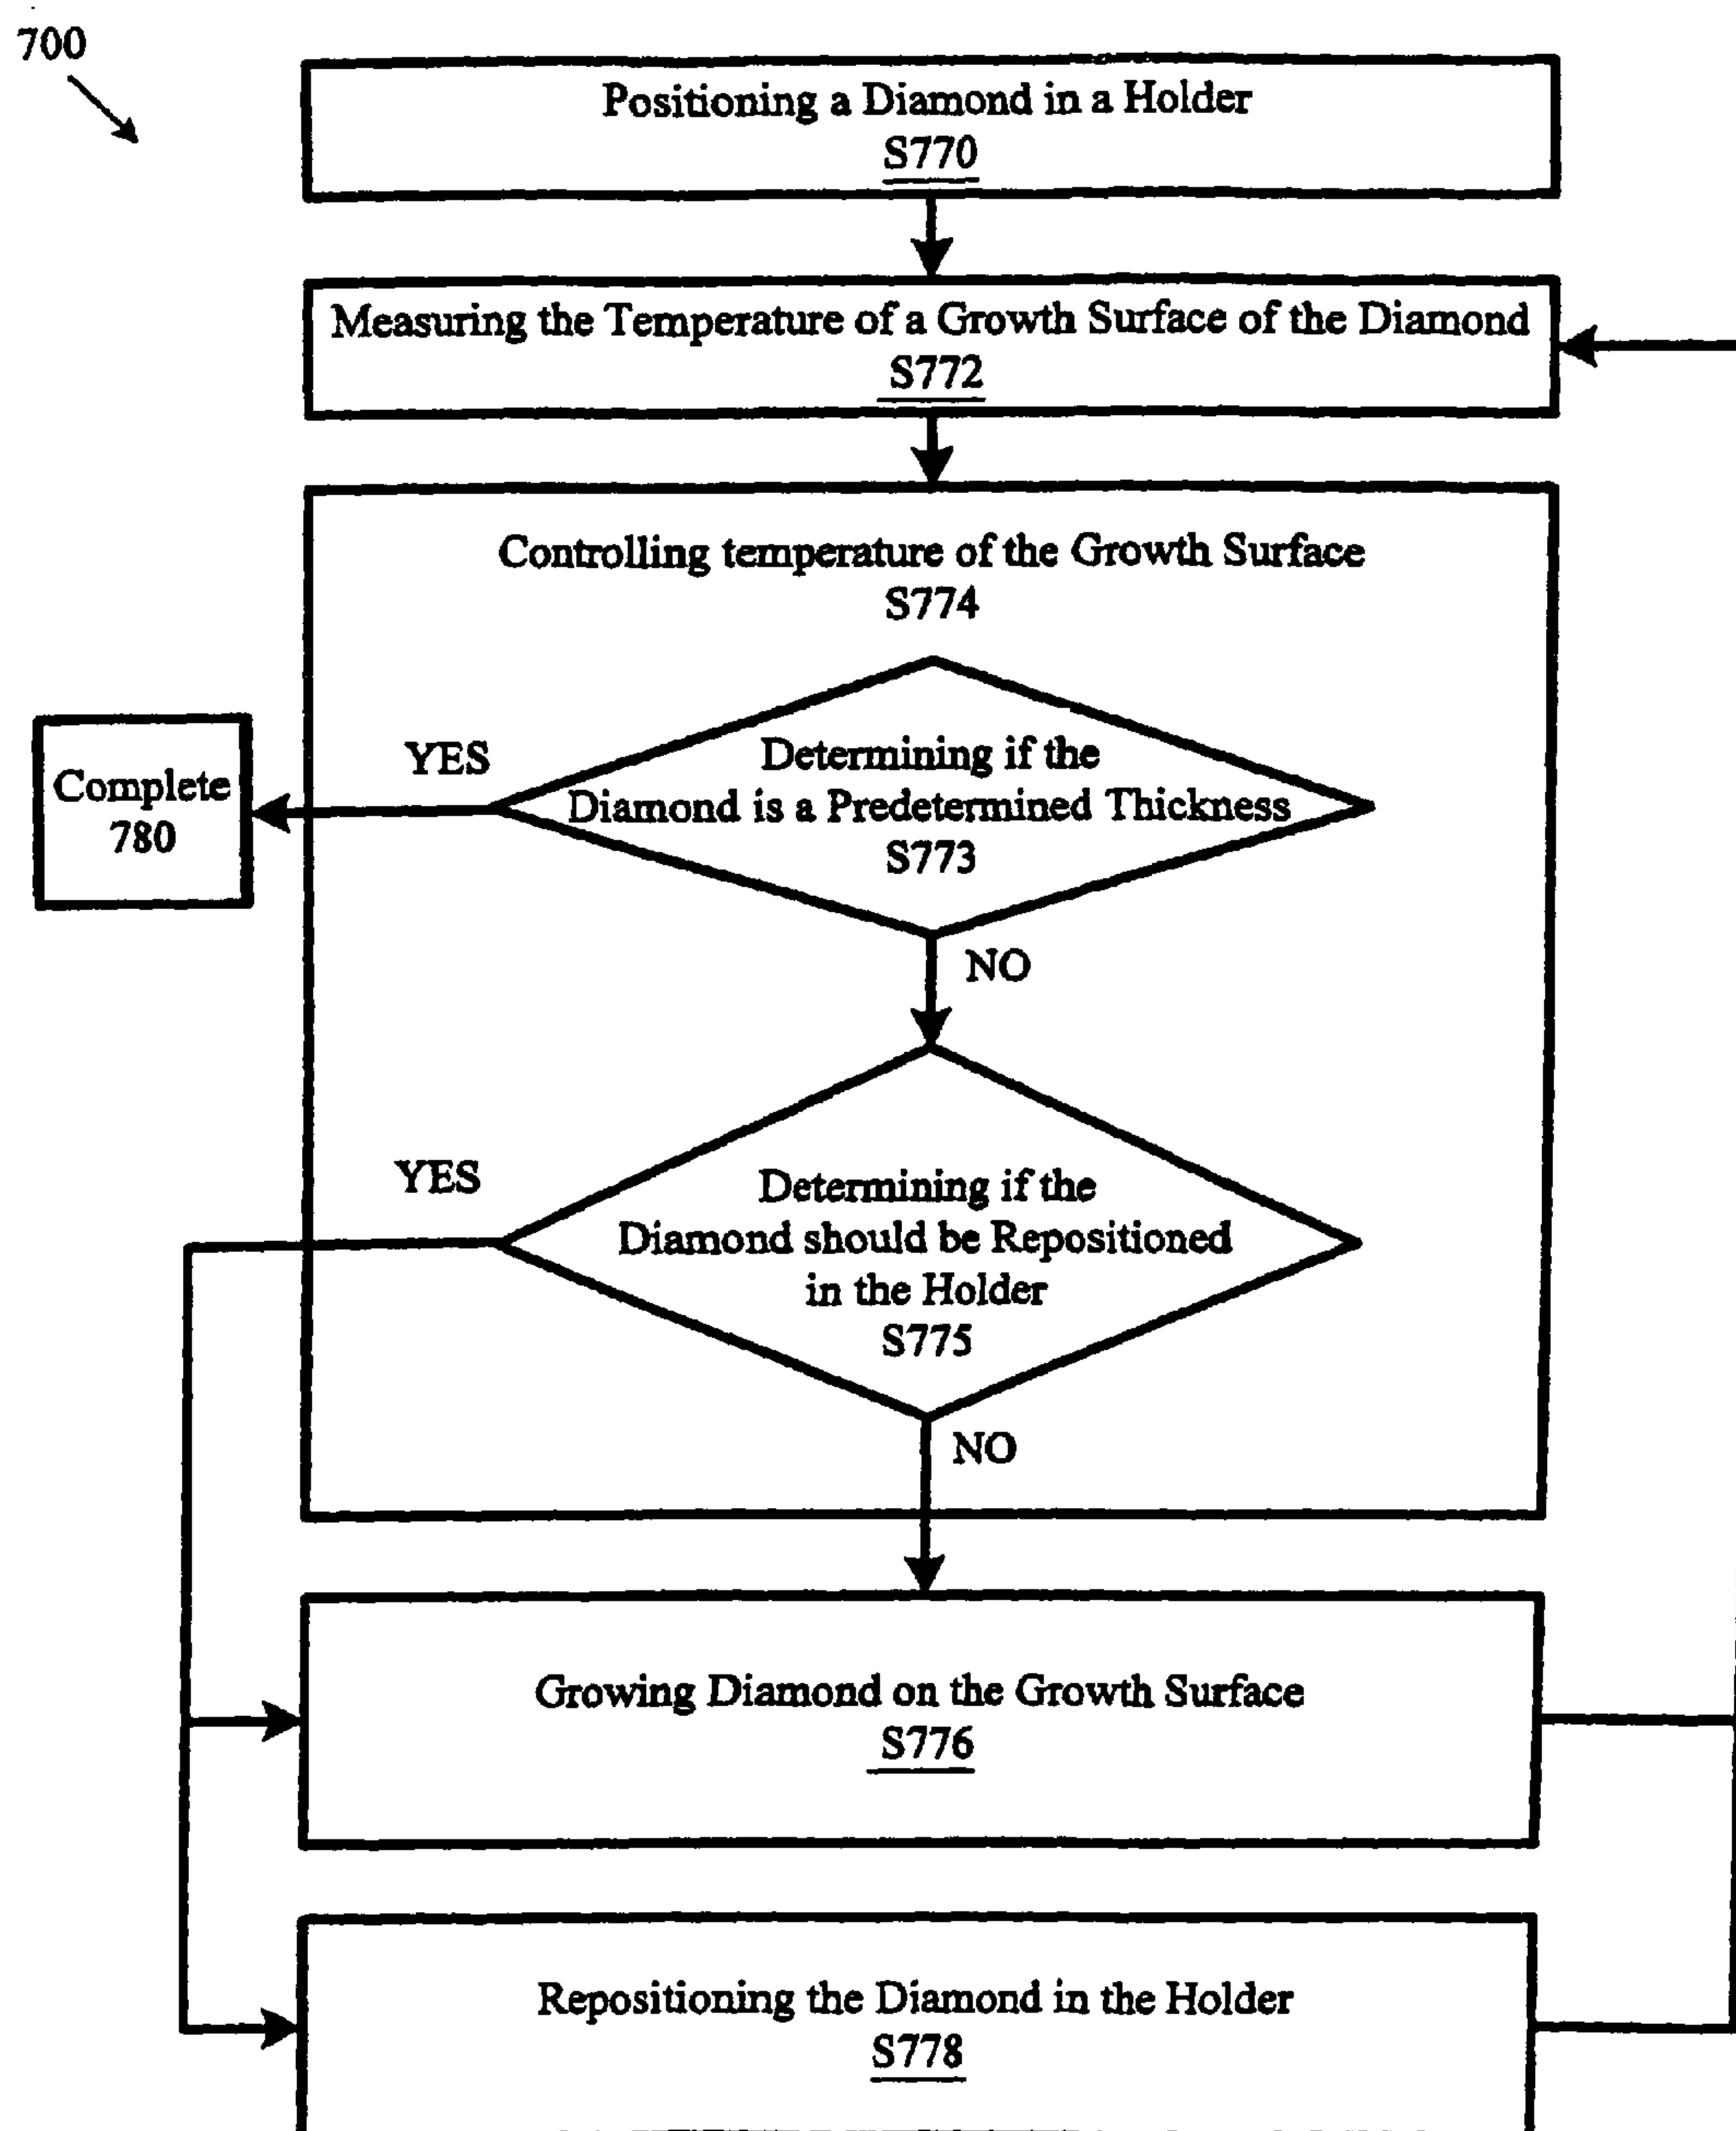 700
Positioning a Diamond in a Holder
S770
Measuring the Temperature of a Growth Surface of the Diamond
S772
Controlling temperature of the Growth Surface
S774
YES
Determining if the
Diamond is a Predetermined Thickness
S773
Complete
780
NO
YES
Determining if the
Diamond should be Repositioned
in the Holder
S775
NO
Growing Diamond on the Growth Surface
S776
Repositioning the Diamond in the Holder
S778